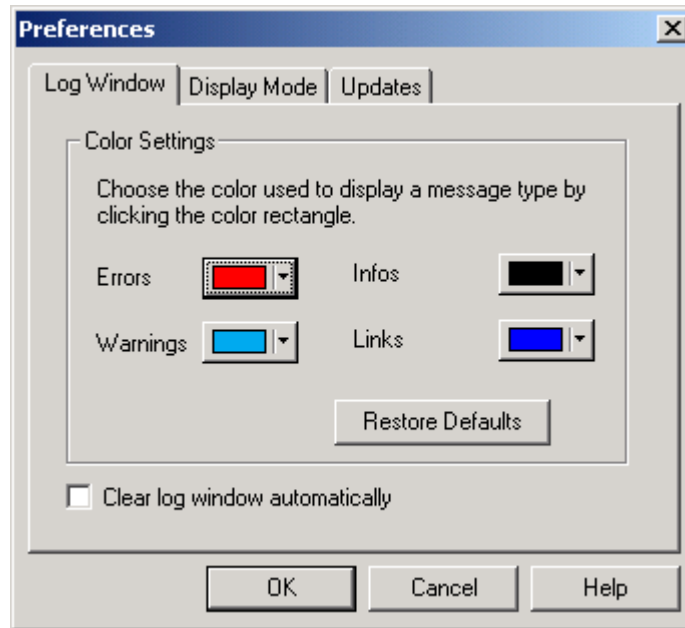 Preferences
Log Window Display Mode Updates
Color Settings
Choose the color used to display a message type by
clicking the color rectangle.
Errors Infos
Warnings Links
Restore Defaults
Clear log window automatically
OK Cancel Help